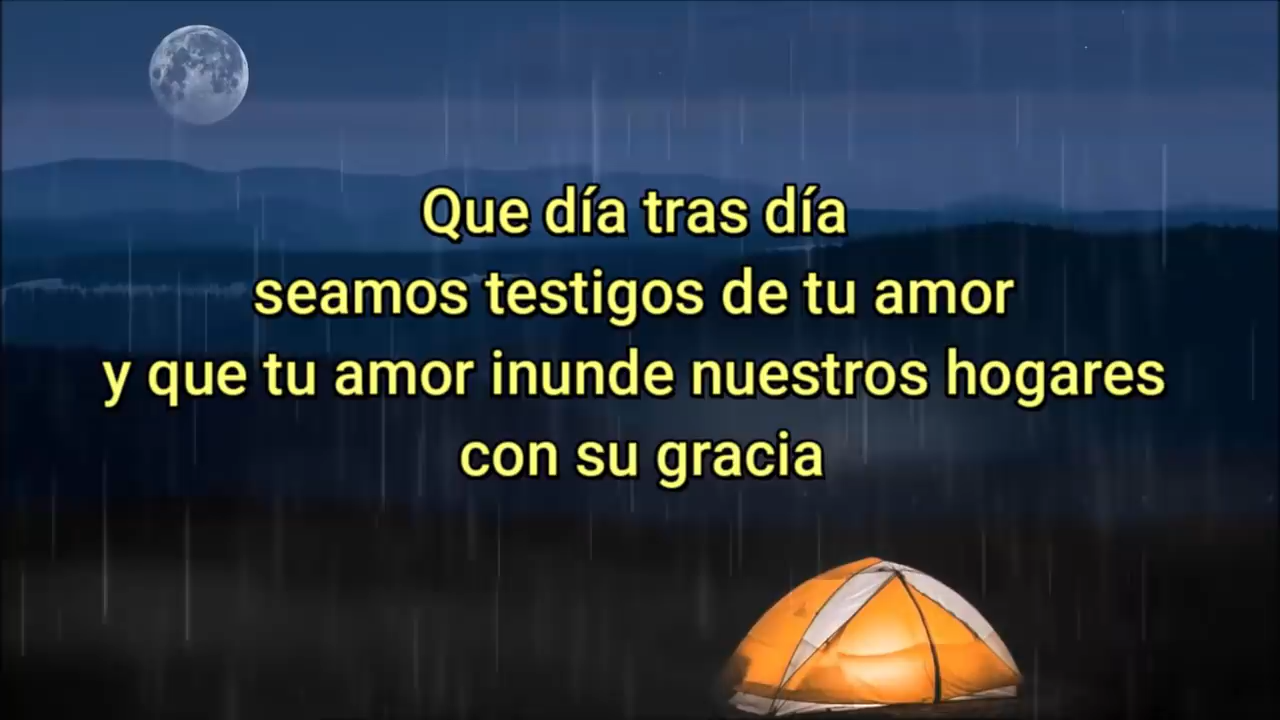 Que día tras día
seamos testigos de tu amor
y que tu amor inunde nuestros hogares
con su gracia